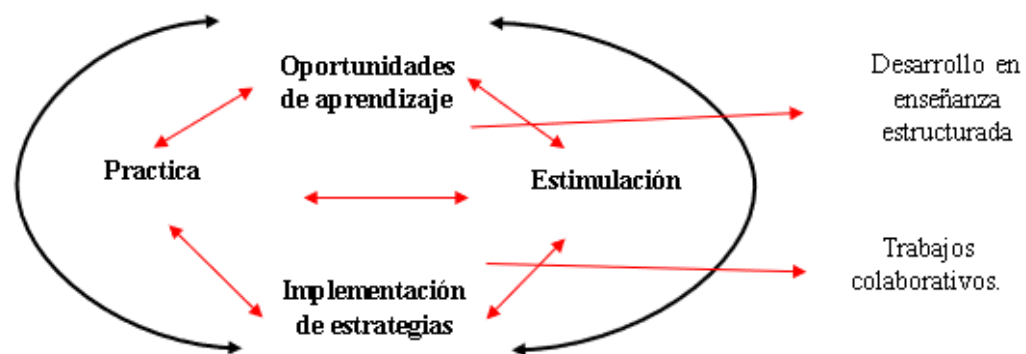 Oportunidades
de aprendizaje
Desarrollo en
enseñanza
estructurada
Practica
Estimulación
Implementación
de estrategias
Trabajos
colaborativos.